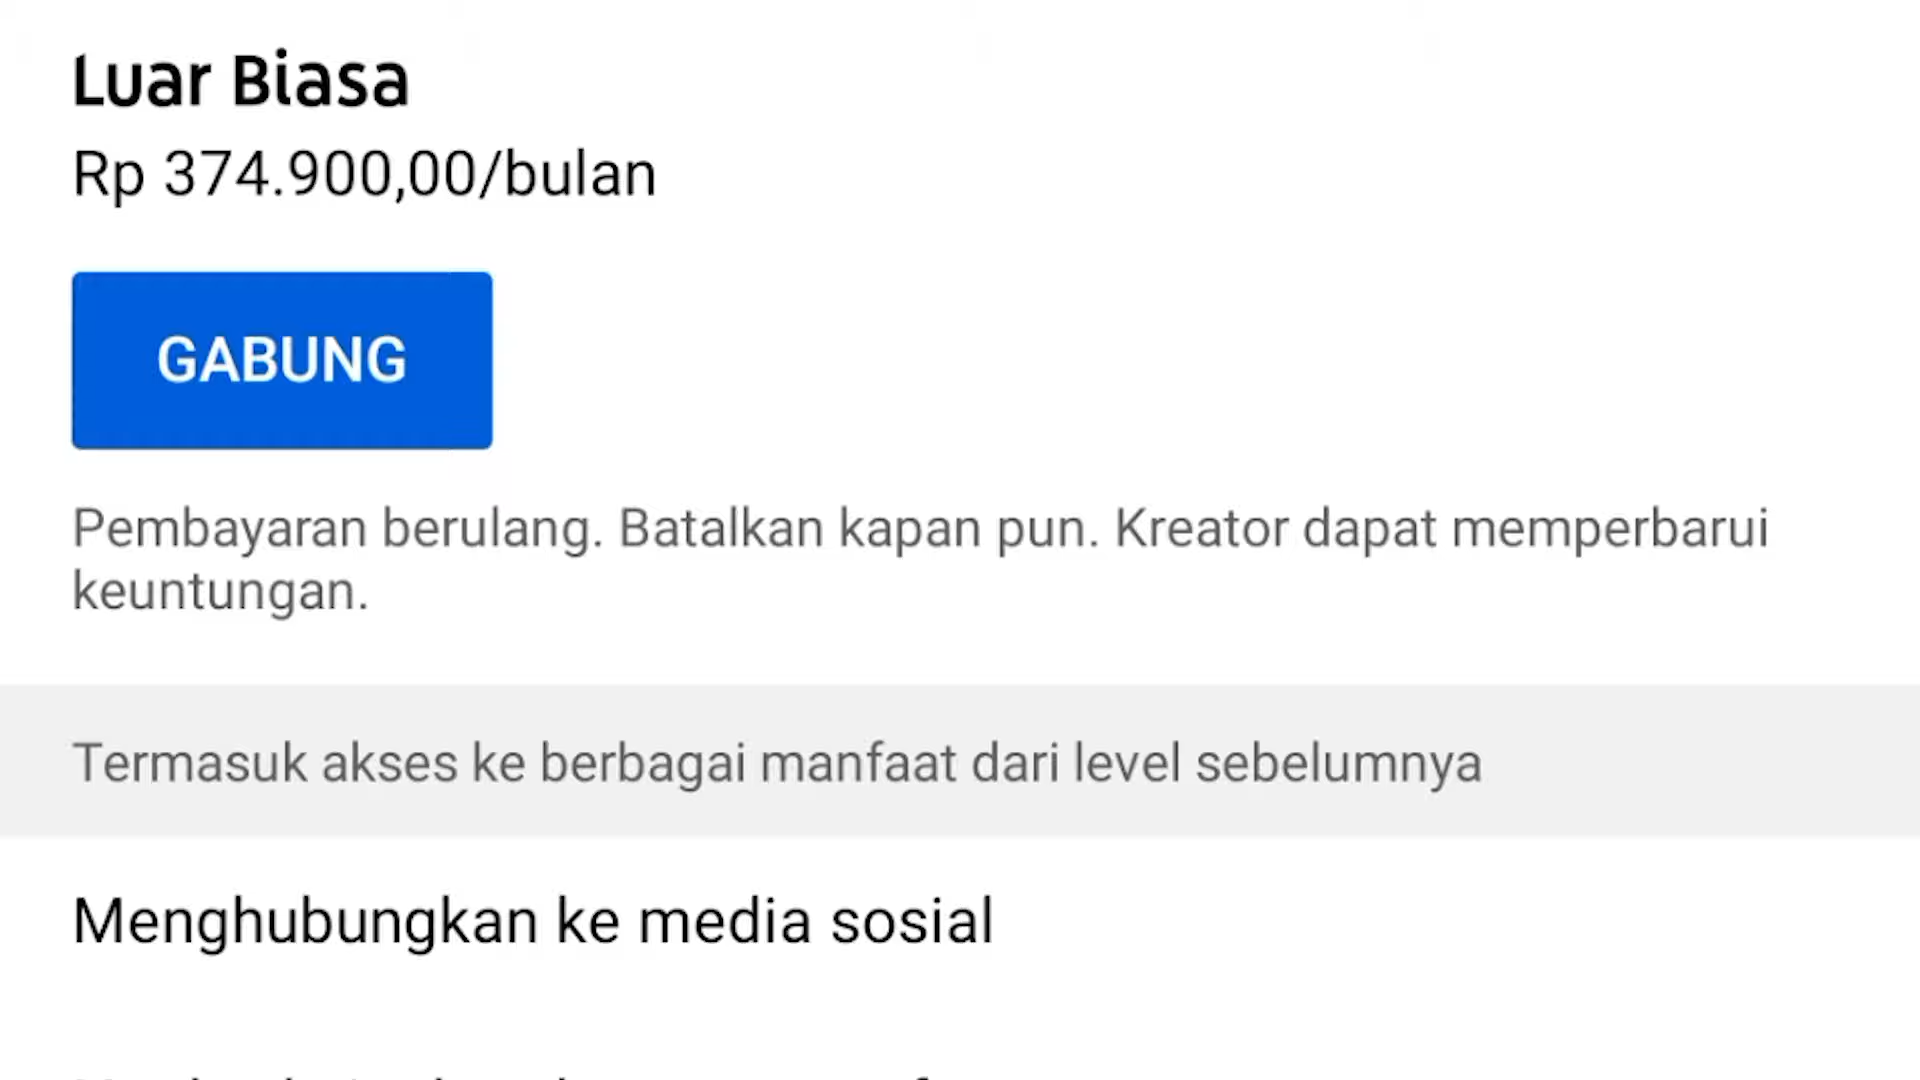 Luar Biasa
Rp 374.900,00/bulan
GABUNG
Pembayaran berulang. Batalkan kapan pun. Kreator dapat memperbarui
keuntungan.
Termasuk akses ke berbagai manfaat dari level sebelumnya
Menghubungkan ke media sosial